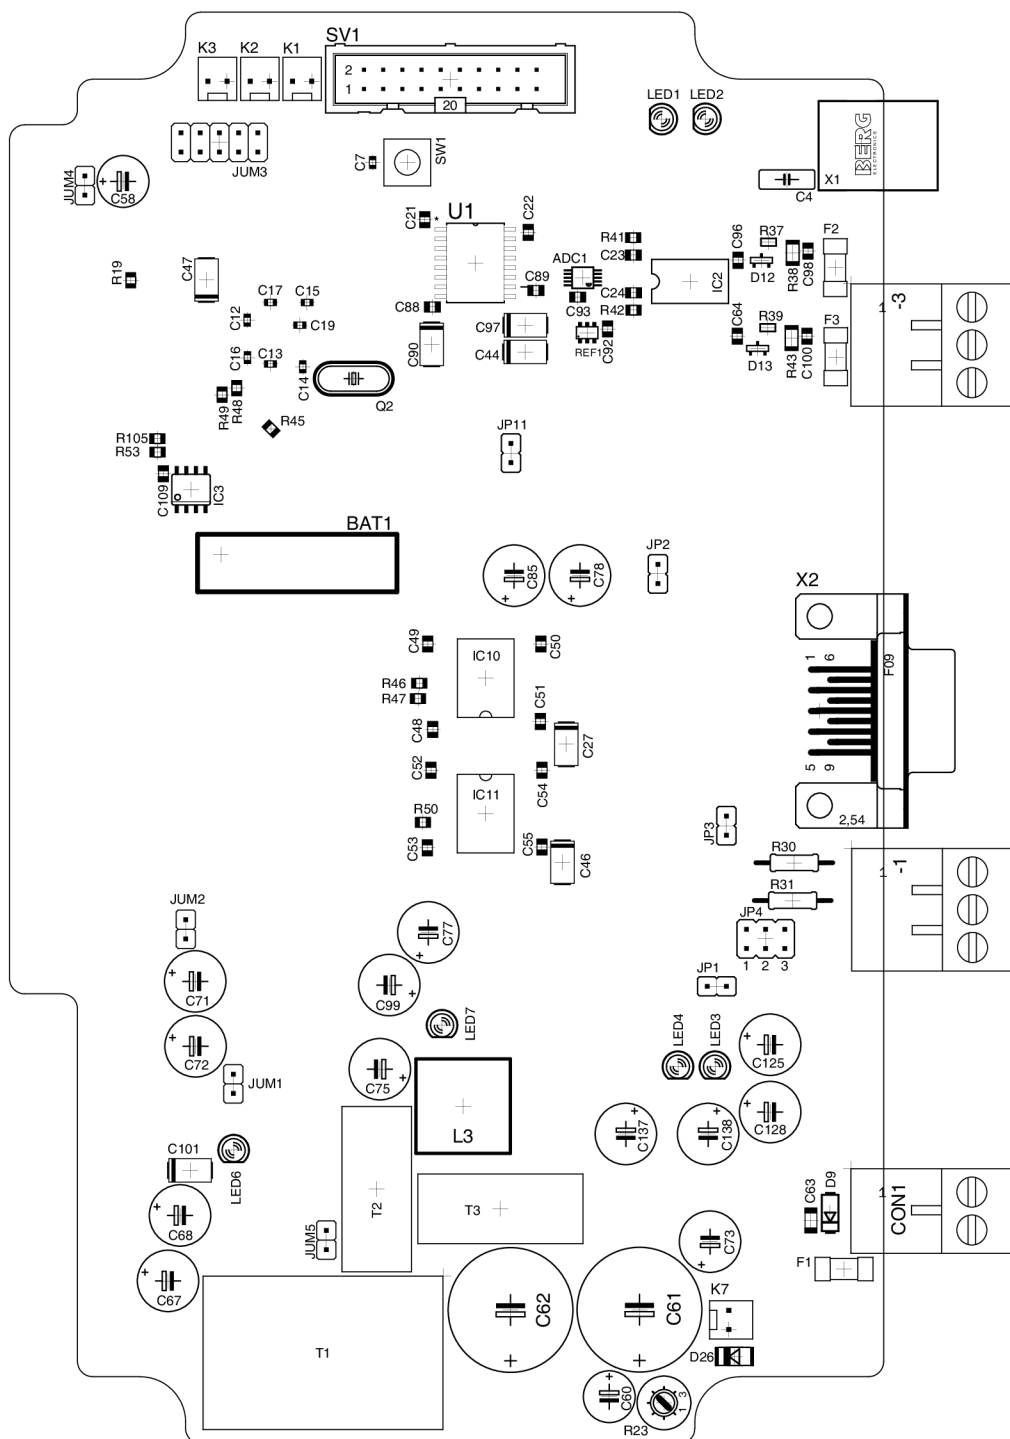 SV1
K3
K2
K1
2
1
20
LED1
LED2
BERG
ELECTRONICS
X1
C4
JUM3
JUM4
+
C58
C7
SW1
U1
C21
*
C22
R41
C23
C96
R37
D12
R38
C98
F2
1
-3
R19
C47
C17
C15
C12
C19
C16
C13
C14
ADC1
C89
C93
C88
C90
C97
C44
REF1
C92
C24
R42
IC2
C64
R39
D13
R43
C100
F3
R49
R48
Q2
R45
JP11
R105
R53
C109
IC3
BAT1
C85
+
C78
+
JP2
X2
F09
1
6
5
9
2,54
C49
IC10
C50
R46
R47
C48
C51
C27
C52
IC11
C54
R50
C53
C55
C46
JP3
R30
R31
1
-1
JP4
1
2
3
JUM2
C77
+
C71
+
C99
+
JP1
LED7
LED4
LED3
C72
+
C125
+
JUM1
C75
+
L3
C128
+
C137
+
C138
+
C101
LED6
C68
+
T2
T3
JUM5
C63
D9
1
CON1
C73
+
F1
C67
+
T1
C62
+
C61
+
K7
D26
C60
+
R23
1
3